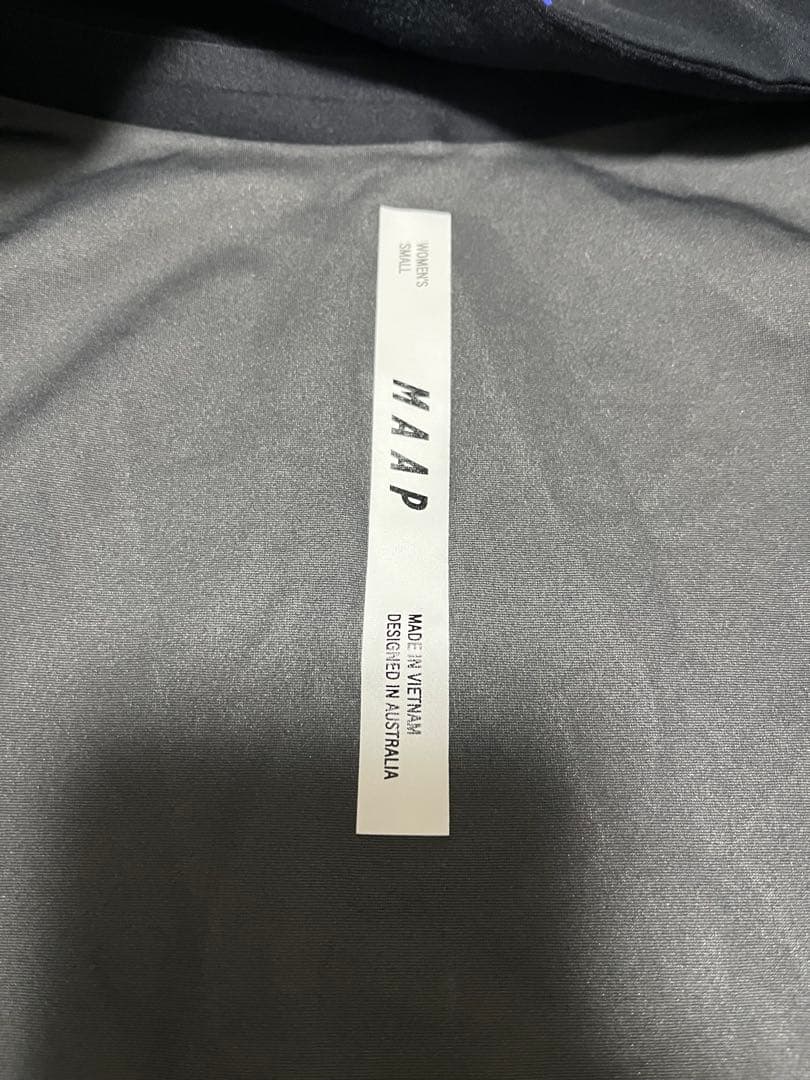 WOMEN'S
SMALL
MAAP
MADE IN VIETNAM
DESIGNED IN AUSTRALIA